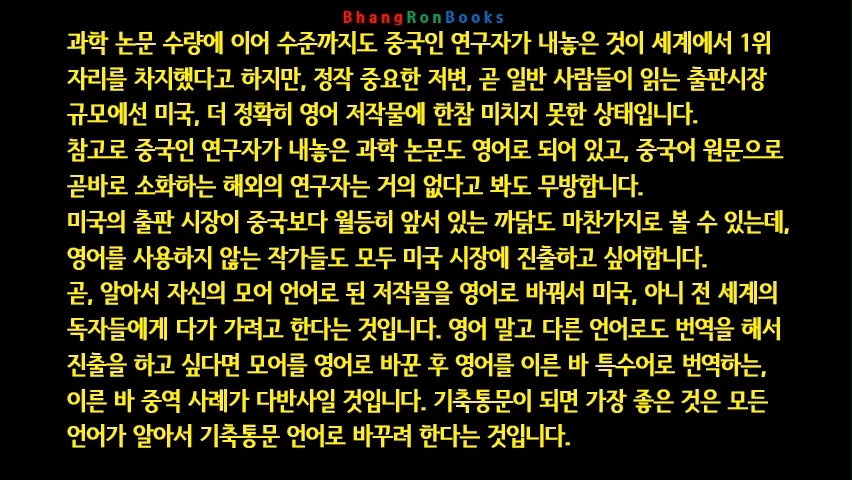 BhangRonBooks
과학 논문 수량에 이어 수준까지도 중국인 연구자가 내놓은 것이 세계에서 1위
자리를 차지했다고 하지만, 정작 중요한 저변, 곧 일반 사람들이 읽는 출판시장
규모에선 미국, 더 정확히 영어 저작물에 한참 미치지 못한 상태입니다.
참고로 중국인 연구자가 내놓은 과학 논문도 영어로 되어 있고, 중국어 원문으로
곧바로 소화하는 해외의 연구자는 거의 없다고 봐도 무방합니다.
미국의 출판 시장이 중국보다 월등히 앞서 있는 까닭도 마찬가지로 볼 수 있는데,
영어를 사용하지 않는 작가들도 모두 미국 시장에 진출하고 싶어합니다.
곧, 알아서 자신의 모어 언어로 된 저작물을 영어로 바꿔서 미국, 아니 전 세계의
독자들에게 다가 가려고 한다는 것입니다. 영어 말고 다른 언어로도 번역을 해서
진출을 하고 싶다면 모어를 영어로 바꾼 후 영어를 이른 바 특수어로 번역하는,
이른 바 중역 사례가 다반사일 것입니다. 기축통문이 되면 가장 좋은 것은 모든
언어가 알아서 기축통문 언어로 바꾸려 한다는 것입니다.